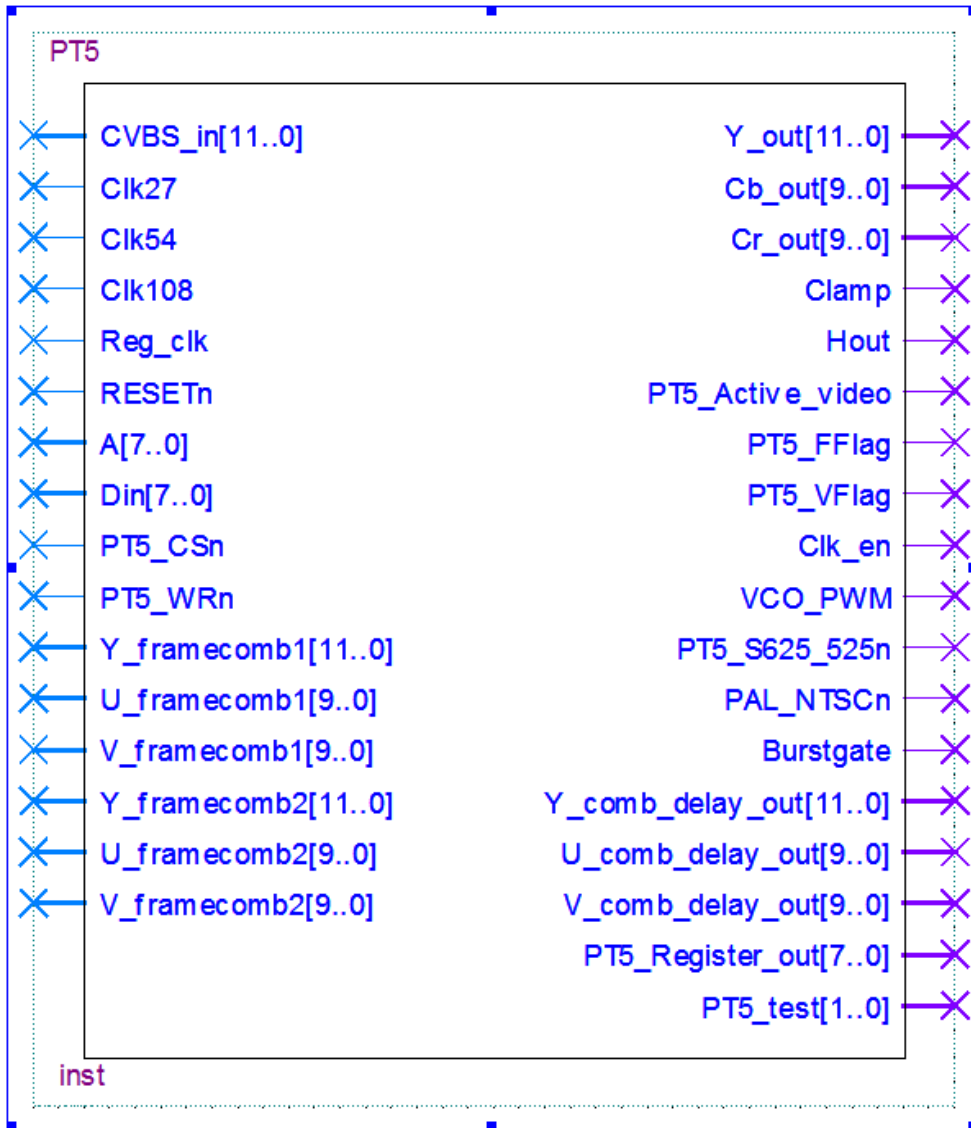 PT5
CVBS_in[11..0] Y_out[11..0]
Clk27 Cb_out[9..0]
Clk54 Cr_out[9..0]
Clk108 Clamp
Reg_clk Hout
RESETn PT5_Active_video
A[7..0] PT5_FFlag
Din[7..0] PT5_VFlag
PT5_CSn Clk_en
PT5_WRn VCO_PWM
Y_framecomb1[11..0] PT5_S625_525n
U_framecomb1[9..0] PAL_NTSCn
V_framecomb1[9..0] Burstgate
Y_framecomb2[11..0] Y_comb_delay_out[11..0]
U_framecomb2[9..0] U_comb_delay_out[9..0]
V_framecomb2[9..0] V_comb_delay_out[9..0]
PT5_Register_out[7..0]
PT5_test[1..0]
inst